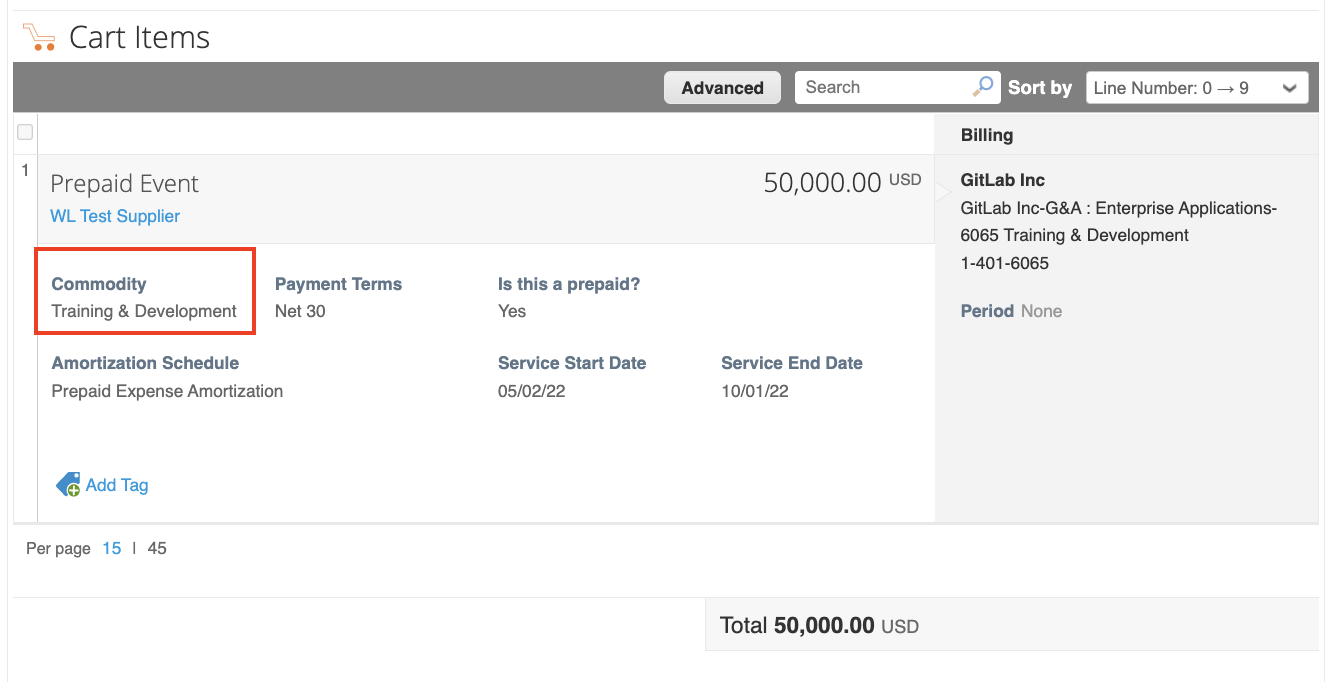 Cart Items
Advanced
Search
Sort by
Line Number: 0 → 9
Billing
1
Prepaid Event
50,000.00 USD
WL Test Supplier
GitLab Inc
GitLab Inc-G&A : Enterprise Applications-
6065 Training & Development
1-401-6065
Period None
Commodity
Training & Development
Payment Terms
Net 30
Is this a prepaid?
Yes
Amortization Schedule
Prepaid Expense Amortization
Service Start Date
05/02/22
Service End Date
10/01/22
Add Tag
Per page 15 | 45
Total 50,000.00 USD